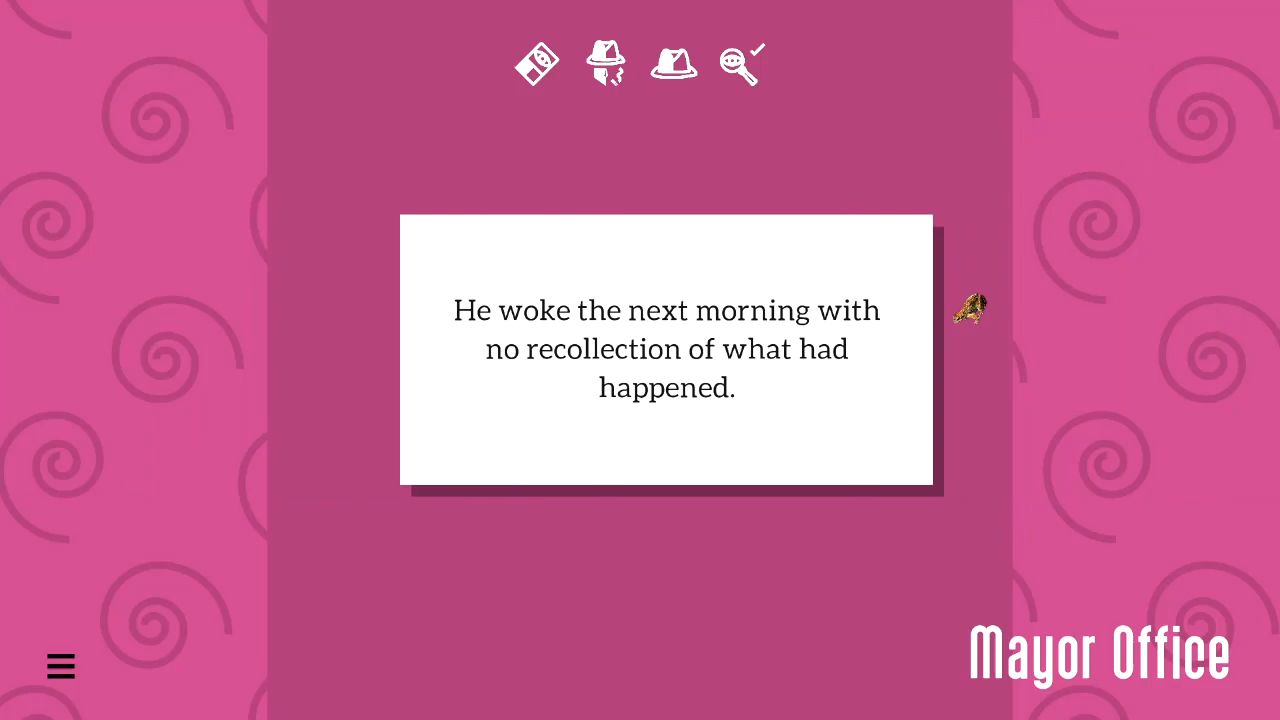 He woke the next morning with
no recollection of what had
happened.
Mayor Office